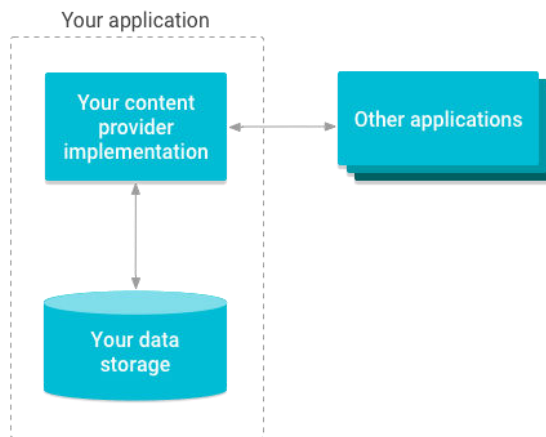 Your application
Your content
provider
implementation
Other applications
Your data
storage